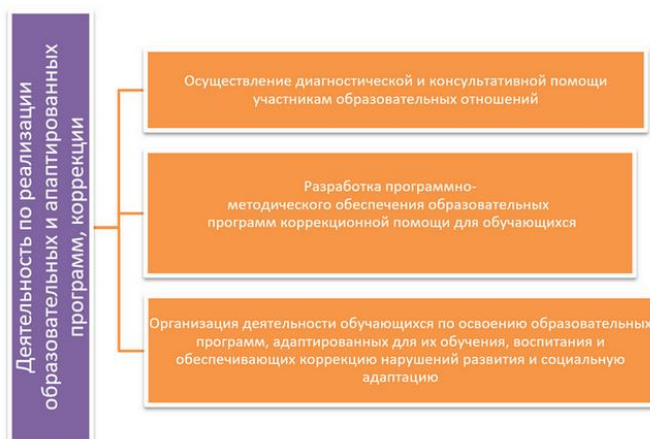 Деятельность по реализации
образовательных и апаптированных
программ, коррекции
Осуществление диагностической и консультативной помощи
участникам образовательных отношений
Разработка программно-
методического обеспечения образовательных
программ коррекционной помощи для обучающихся
Организация деятельности обучающихся по освоению образовательных
программ, адаптированных для их обучения, воспитания и
обеспечивающих коррекцию нарушений развития и социальную
адаптацию